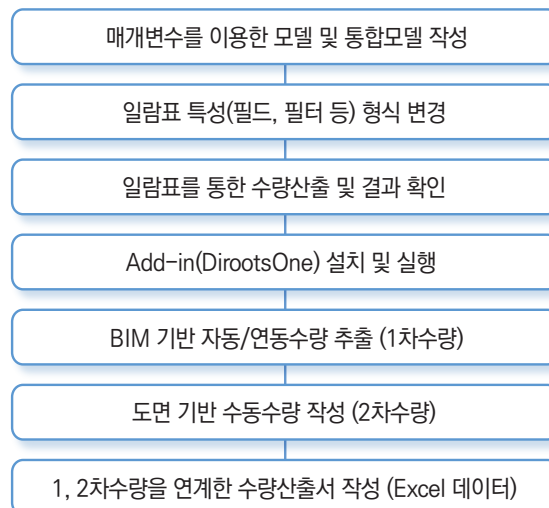 매개변수를 이용한 모델 및 통합모델 작성
일람표 특성(필드, 필터 등) 형식 변경
일람표를 통한 수량산출 및 결과 확인
Add-in(DirootsOne) 설치 및 실행
BIM 기반 자동/연동수량 추출 (1차수량)
도면 기반 수동수량 작성 (2차수량)
1, 2차수량을 연계한 수량산출서 작성 (Excel 데이터)